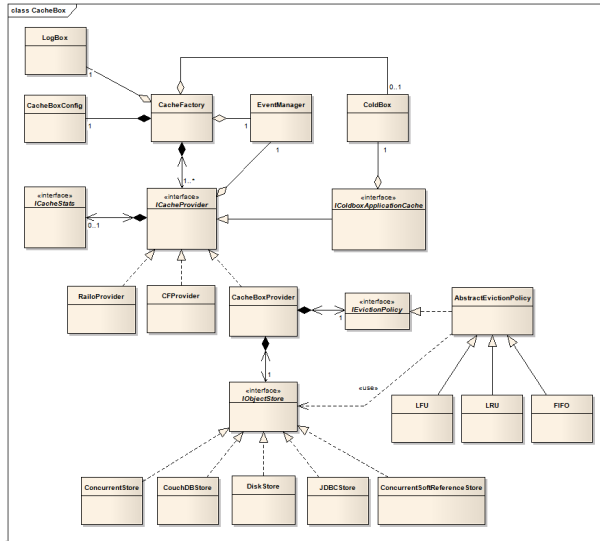 class CacheBox
LogBox
1
0..1
CacheBoxConfig
1
CacheFactory
1
EventManager
1
ColdBox
1
1..*
«interface»
ICacheStats
0..1
«interface»
ICacheProvider
«interface»
IColdboxApplicationCache
RailoProvider
CFProvider
CacheBoxProvider
1
«interface»
IEvictionPolicy
AbstractEvictionPolicy
1
«use»
«interface»
IObjectStore
LFU
LRU
FIFO
ConcurrentStore
CouchDBStore
DiskStore
JDBCStore
ConcurrentSoftReferenceStore